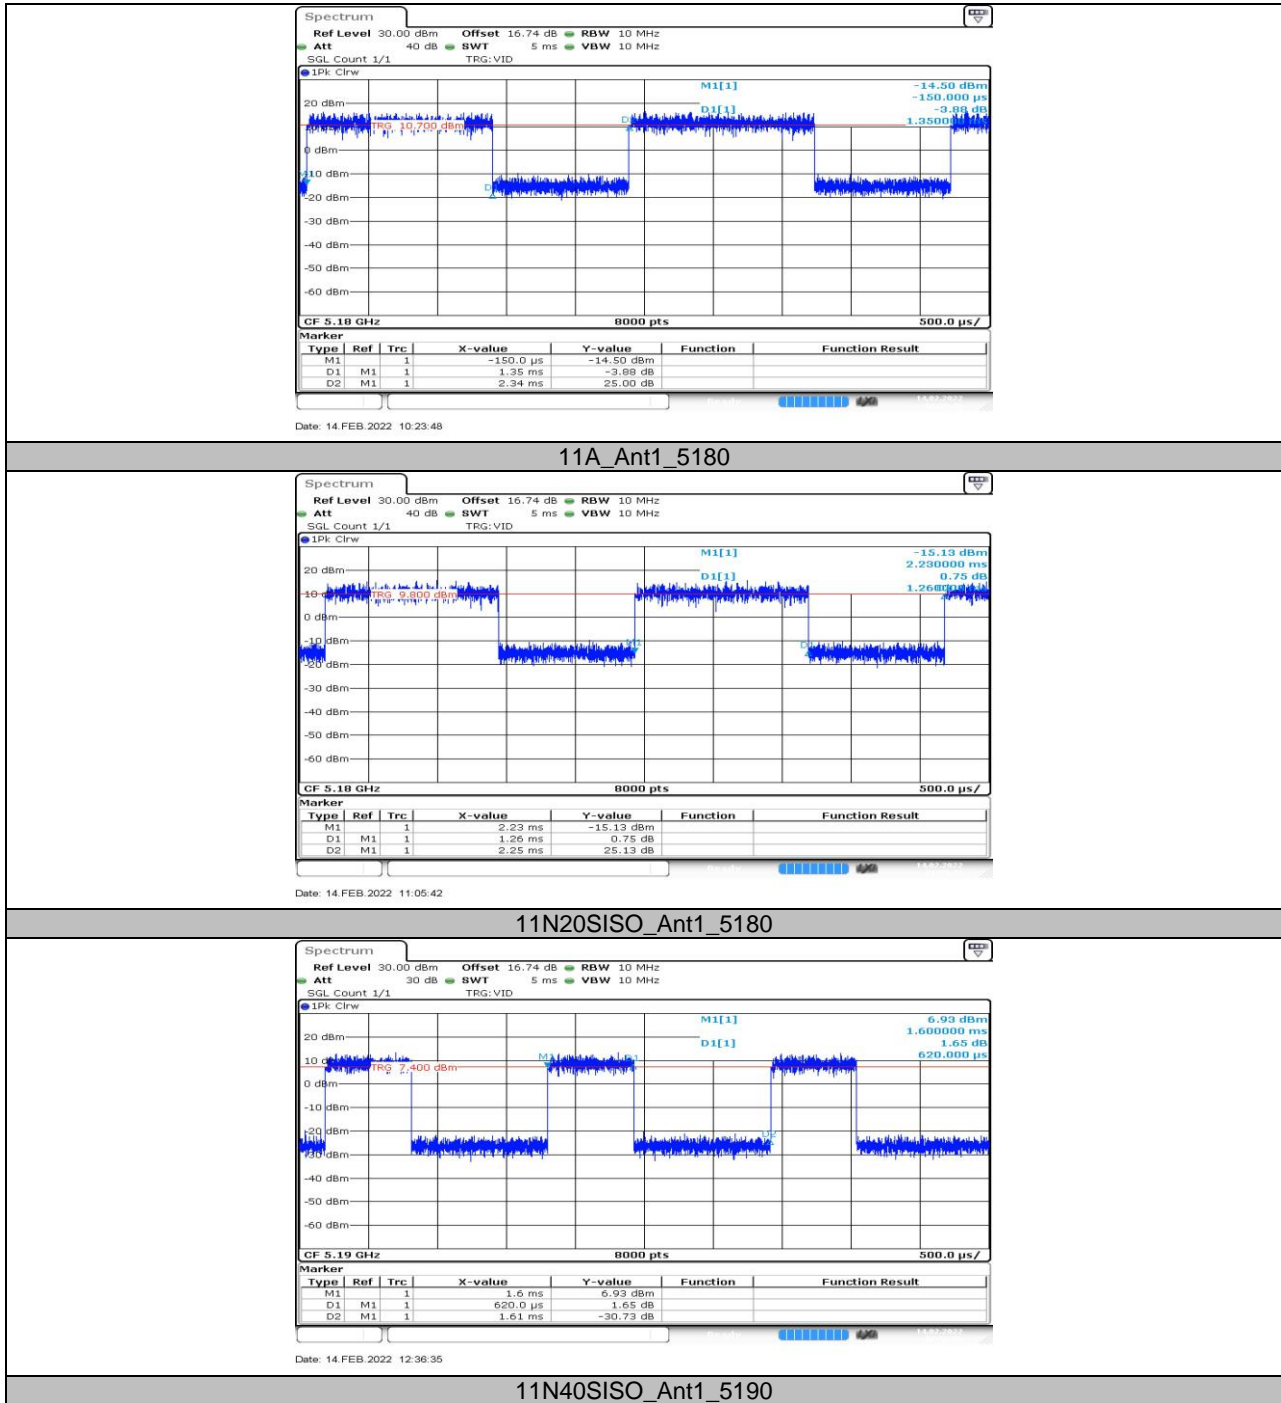 Spectrum
Ref Level 30.00 dBm Offset 16.74 dB RBW 10 MHz
Att 40 dB SWT 5 ms VBW 10 MHz
SGL Count 1/1 TRG:VID
1Pk Clrw
M1[1] -14.50 dBm
-150.000 µs
20 dBm
D1[1] -3.88 dB
TRG 10.700 dBm
0 dBm
-20 dBm
-30 dBm
-40 dBm
-50 dBm
-60 dBm
CF 5.18 GHz 8000 pts 500.0 µs/
Marker
Type Ref Trc X-value Y-value Function Function Result
M1 1 -150.0 µs -14.50 dBm
D1 M1 1 1.35 ms -3.88 dB
D2 M1 1 2.34 ms 25.00 dB
Date: 14.FEB.2022 10:23:48
11A_Ant1_5180
Spectrum
Ref Level 30.00 dBm Offset 16.74 dB RBW 10 MHz
Att 40 dB SWT 5 ms VBW 10 MHz
SGL Count 1/1 TRG:VID
1Pk Clrw
M1[1] -15.13 dBm
2.230000 ms
20 dBm
D1[1] 0.75 dB
TRG 9.800 dBm
0 dBm
-10 dBm
-20 dBm
-30 dBm
-40 dBm
-50 dBm
-60 dBm
CF 5.18 GHz 8000 pts 500.0 µs/
Marker
Type Ref Trc X-value Y-value Function Function Result
M1 1 2.23 ms -15.13 dBm
D1 M1 1 1.26 ms 0.75 dB
D2 M1 1 2.25 ms 25.13 dB
Date: 14.FEB.2022 11:05:42
11N20SISO_Ant1_5180
Spectrum
Ref Level 30.00 dBm Offset 16.74 dB RBW 10 MHz
Att 30 dB SWT 5 ms VBW 10 MHz
SGL Count 1/1 TRG:VID
1Pk Clrw
M1[1] 6.93 dBm
1.600000 ms
20 dBm
D1[1] 1.65 dB
620.000 µs
TRG 7.400 dBm
0 dBm
-10 dBm
-20 dBm
-30 dBm
-40 dBm
-50 dBm
-60 dBm
CF 5.19 GHz 8000 pts 500.0 µs/
Marker
Type Ref Trc X-value Y-value Function Function Result
M1 1 1.6 ms 6.93 dBm
D1 M1 1 620.0 µs 1.65 dB
D2 M1 1 1.61 ms -30.73 dB
Date: 14.FEB.2022 12:36:35
11N40SISO_Ant1_5190